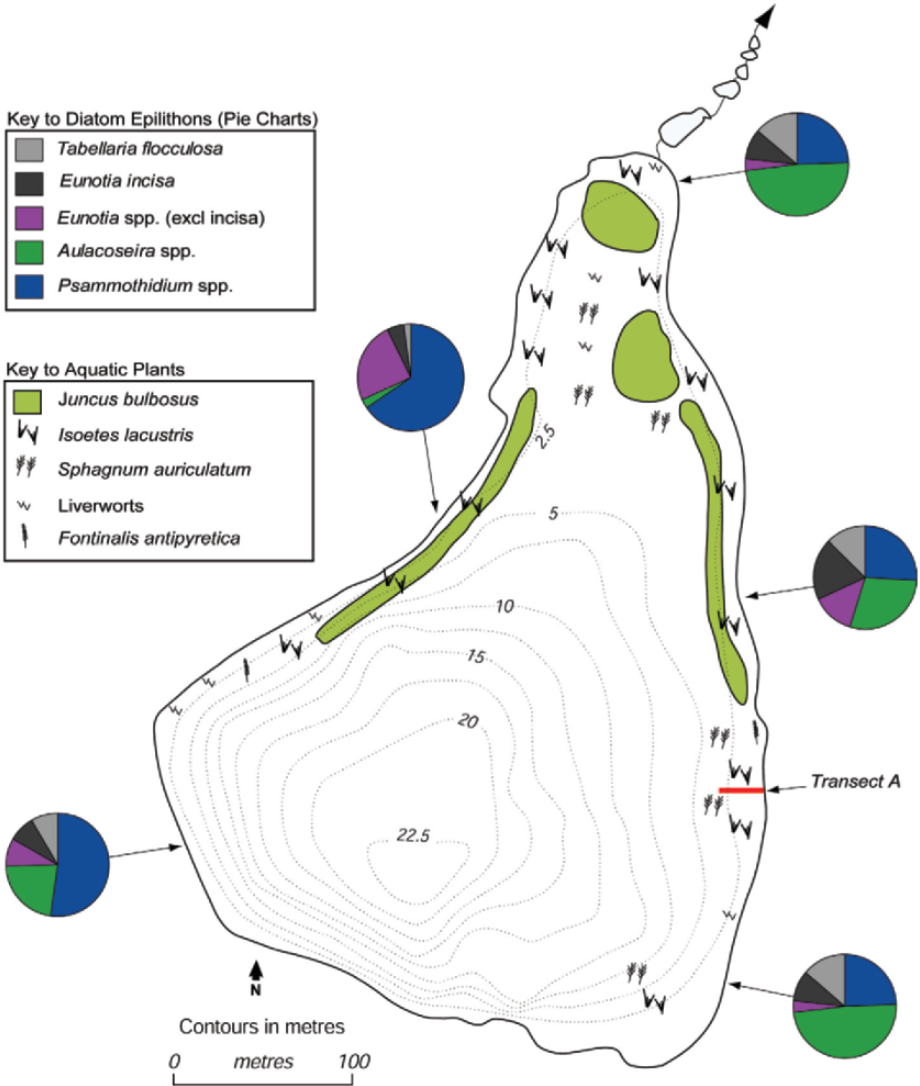 Key to Diatom Epilithons (Pie Charts)
Tabellaria flocculosa
Eunotia incisa
Eunotia spp. (excl incisa)
Aulacoseira spp.
Psammothidium spp.
Key to Aquatic Plants
Juncus bulbosus
Isoetes lacustris
Sphagnum auriculatum
Liverworts
Fontinalis antipyretica
2.5
5
10
15
20
22.5
Transect A
N
Contours in metres
0 metres 100